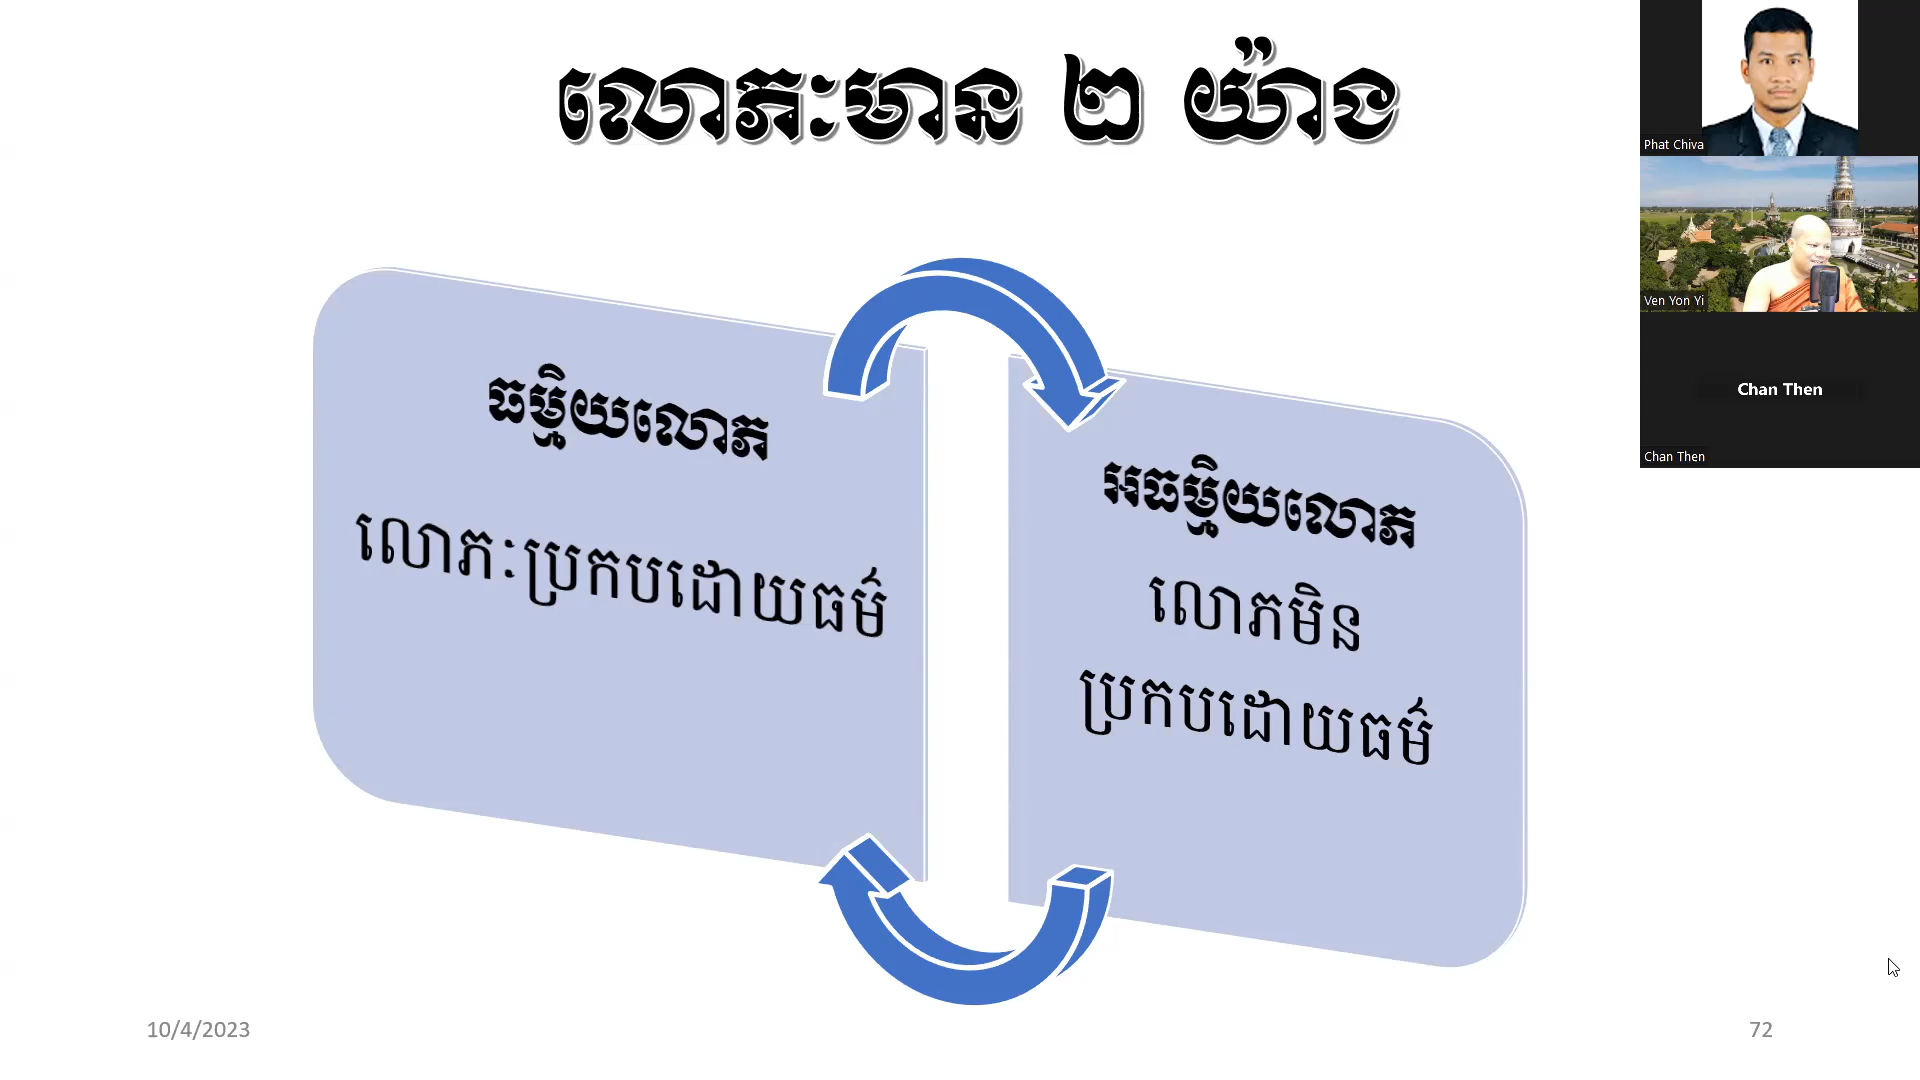 លោភៈមាន ២ យ៉ាង
ធម្មិយលោភ
លោភៈប្រកបដោយធម៌
អធម្មិយលោភ
លោភមិន
ប្រកបដោយធម៌
10/4/2023
72
Phat Chiva
Ven Yon Yi
Chan Then
Chan Then